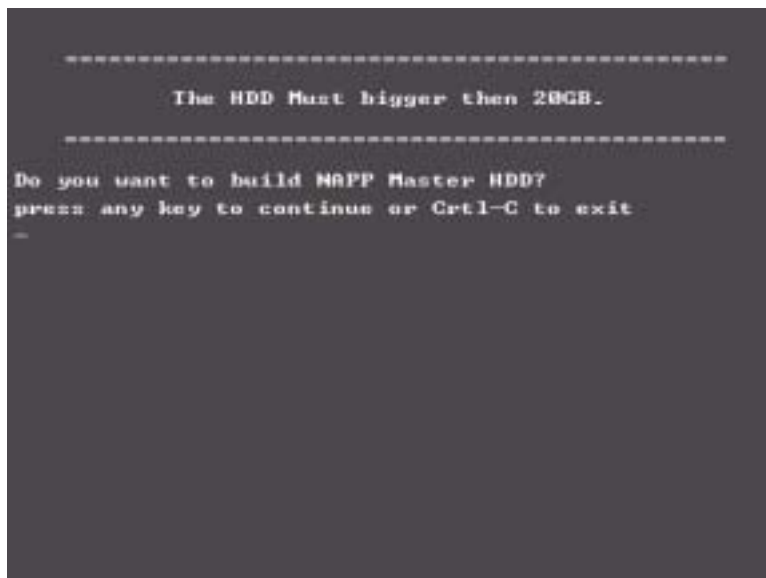 The HDD Must bigger then 20GB.
Do you want to build NAPP Master HDD?
press any key to continue or Crtl-C to exit